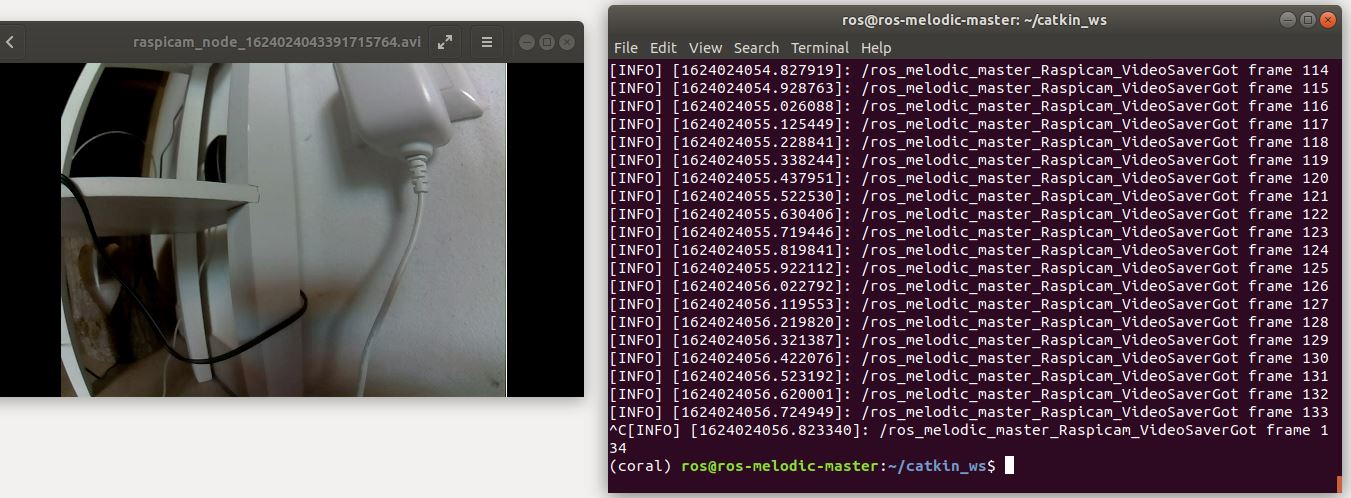 raspicam_node_1624024043391715764.avi
ros@ros-melodic-master: ~/catkin_ws
File Edit View Search Terminal Help
[INFO] [1624024054.827919]: /ros_melodic_master_Raspicam_VideoSaverGot frame 114
[INFO] [1624024054.928763]: /ros_melodic_master_Raspicam_VideoSaverGot frame 115
[INFO] [1624024055.026088]: /ros_melodic_master_Raspicam_VideoSaverGot frame 116
[INFO] [1624024055.125449]: /ros_melodic_master_Raspicam_VideoSaverGot frame 117
[INFO] [1624024055.228841]: /ros_melodic_master_Raspicam_VideoSaverGot frame 118
[INFO] [1624024055.338244]: /ros_melodic_master_Raspicam_VideoSaverGot frame 119
[INFO] [1624024055.437951]: /ros_melodic_master_Raspicam_VideoSaverGot frame 120
[INFO] [1624024055.522530]: /ros_melodic_master_Raspicam_VideoSaverGot frame 121
[INFO] [1624024055.630406]: /ros_melodic_master_Raspicam_VideoSaverGot frame 122
[INFO] [1624024055.719446]: /ros_melodic_master_Raspicam_VideoSaverGot frame 123
[INFO] [1624024055.819841]: /ros_melodic_master_Raspicam_VideoSaverGot frame 124
[INFO] [1624024055.922112]: /ros_melodic_master_Raspicam_VideoSaverGot frame 125
[INFO] [1624024056.022792]: /ros_melodic_master_Raspicam_VideoSaverGot frame 126
[INFO] [1624024056.119553]: /ros_melodic_master_Raspicam_VideoSaverGot frame 127
[INFO] [1624024056.219820]: /ros_melodic_master_Raspicam_VideoSaverGot frame 128
[INFO] [1624024056.321387]: /ros_melodic_master_Raspicam_VideoSaverGot frame 129
[INFO] [1624024056.422076]: /ros_melodic_master_Raspicam_VideoSaverGot frame 130
[INFO] [1624024056.523192]: /ros_melodic_master_Raspicam_VideoSaverGot frame 131
[INFO] [1624024056.620001]: /ros_melodic_master_Raspicam_VideoSaverGot frame 132
[INFO] [1624024056.724949]: /ros_melodic_master_Raspicam_VideoSaverGot frame 133
^C[INFO] [1624024056.823340]: /ros_melodic_master_Raspicam_VideoSaverGot frame 1
34
(coral) ros@ros-melodic-master:~/catkin_ws$